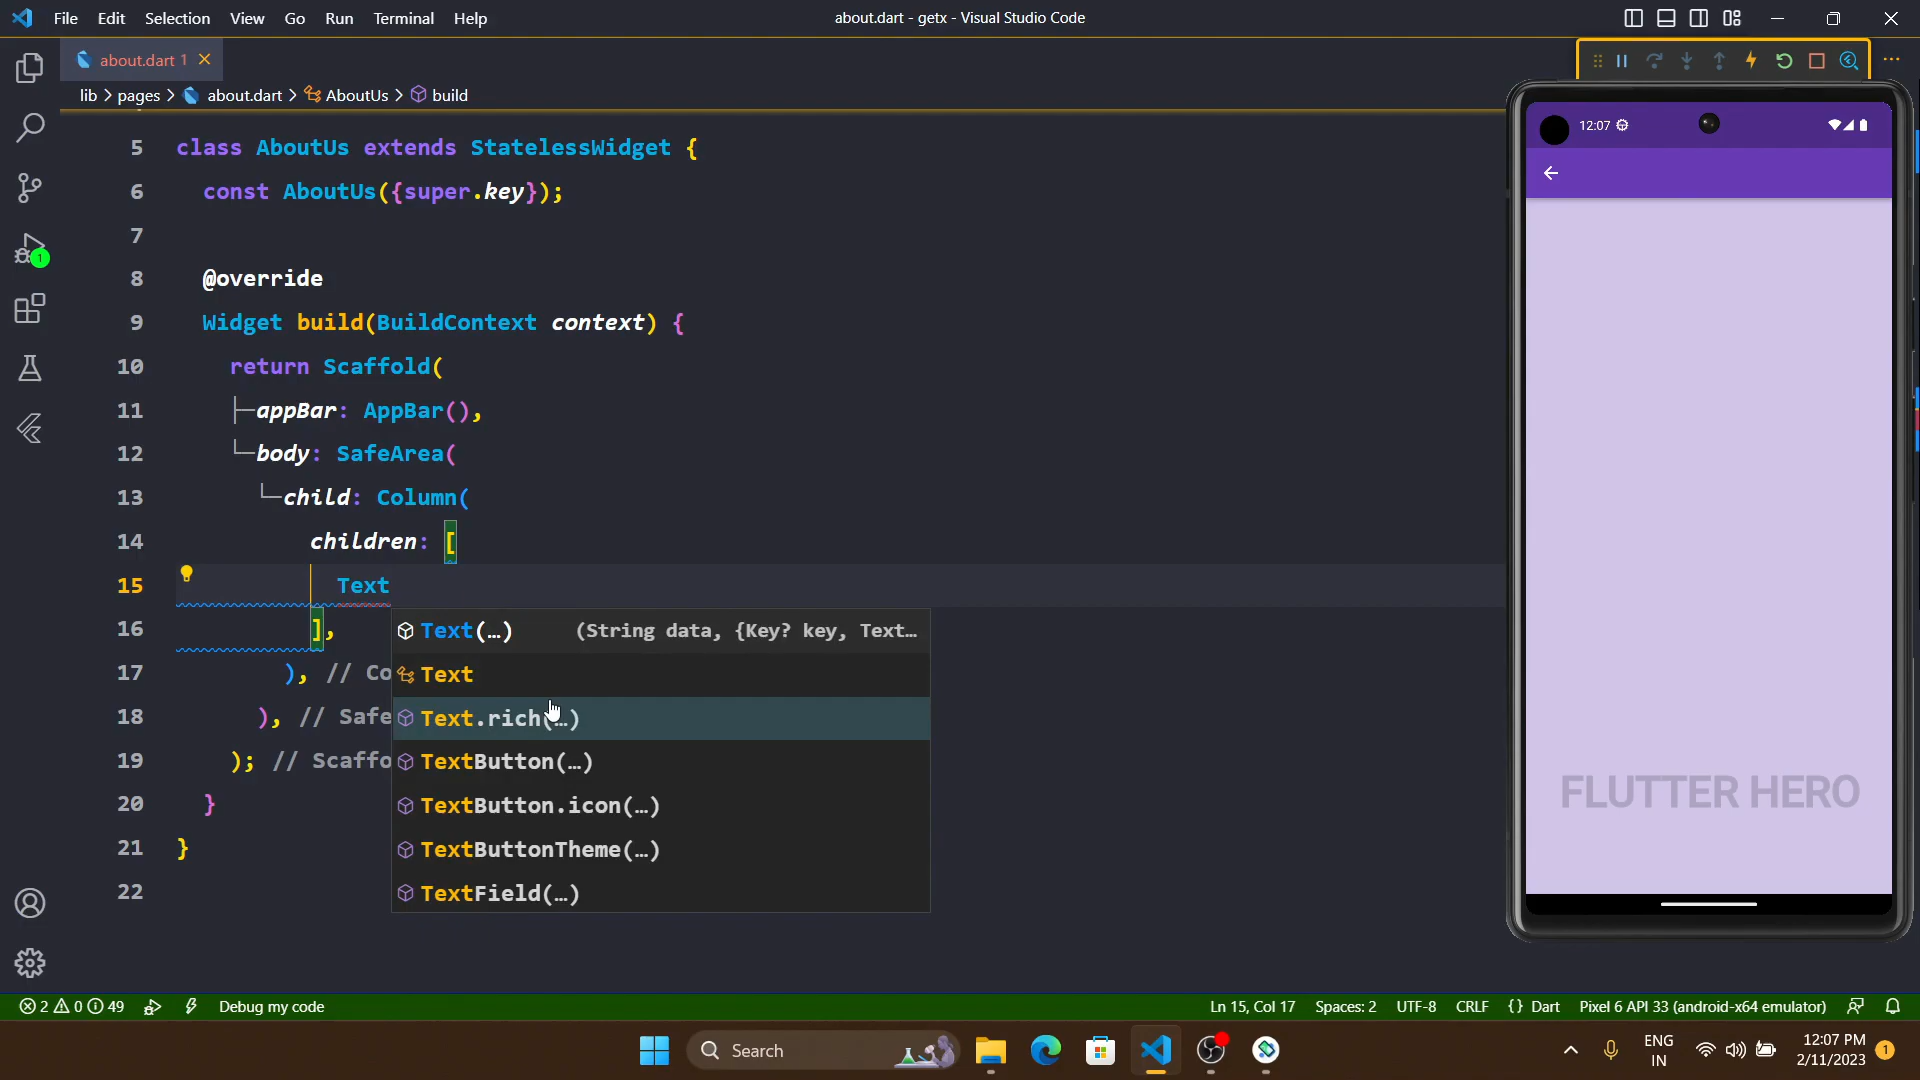 File Edit Selection View Go Run Terminal Help
about.dart - getx - Visual Studio Code
about.dart 1
lib > pages > about.dart > AboutUs > build
5 class AboutUs extends StatelessWidget {
6 const AboutUs({super.key});
7
8 @override
9 Widget build(BuildContext context) {
10 return Scaffold(
11 appBar: AppBar(),
12 body: SafeArea(
13 child: Column(
14 children: [
15 Text
16 ],
17 ), // Co
18 ), // Safe
19 ); // Scaffo
20 }
21 }
22
Text(…) (String data, {Key? key, Text…
Text
Text.rich(…)
TextButton(…)
TextButton.icon(…)
TextButtonTheme(…)
TextField(…)
12:07
FLUTTER HERO
1
2 0 49 Debug my code
Ln 15, Col 17 Spaces: 2 UTF-8 CRLF {} Dart Pixel 6 API 33 (android-x64 emulator)
Search
ENG
IN
12:07 PM
2/11/2023
1